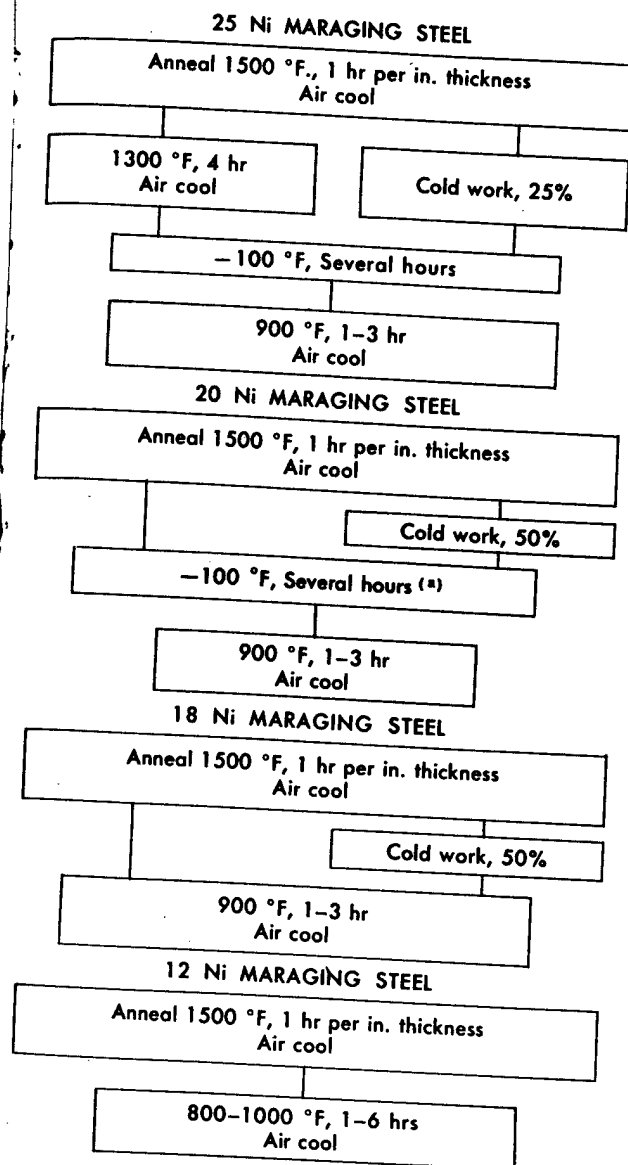 25 Ni MARAGING STEEL
Anneal 1500 °F., 1 hr per in. thickness
Air cool
1300 °F, 4 hr
Air cool
Cold work, 25%
—100 °F, Several hours
900 °F, 1–3 hr
Air cool
20 Ni MARAGING STEEL
Anneal 1500 °F, 1 hr per in. thickness
Air cool
Cold work, 50%
—100 °F, Several hours (a)
900 °F, 1–3 hr
Air cool
18 Ni MARAGING STEEL
Anneal 1500 °F, 1 hr per in. thickness
Air cool
Cold work, 50%
900 °F, 1–3 hr
Air cool
12 Ni MARAGING STEEL
Anneal 1500 °F, 1 hr per in. thickness
Air cool
800–1000 °F, 1–6 hrs
Air cool